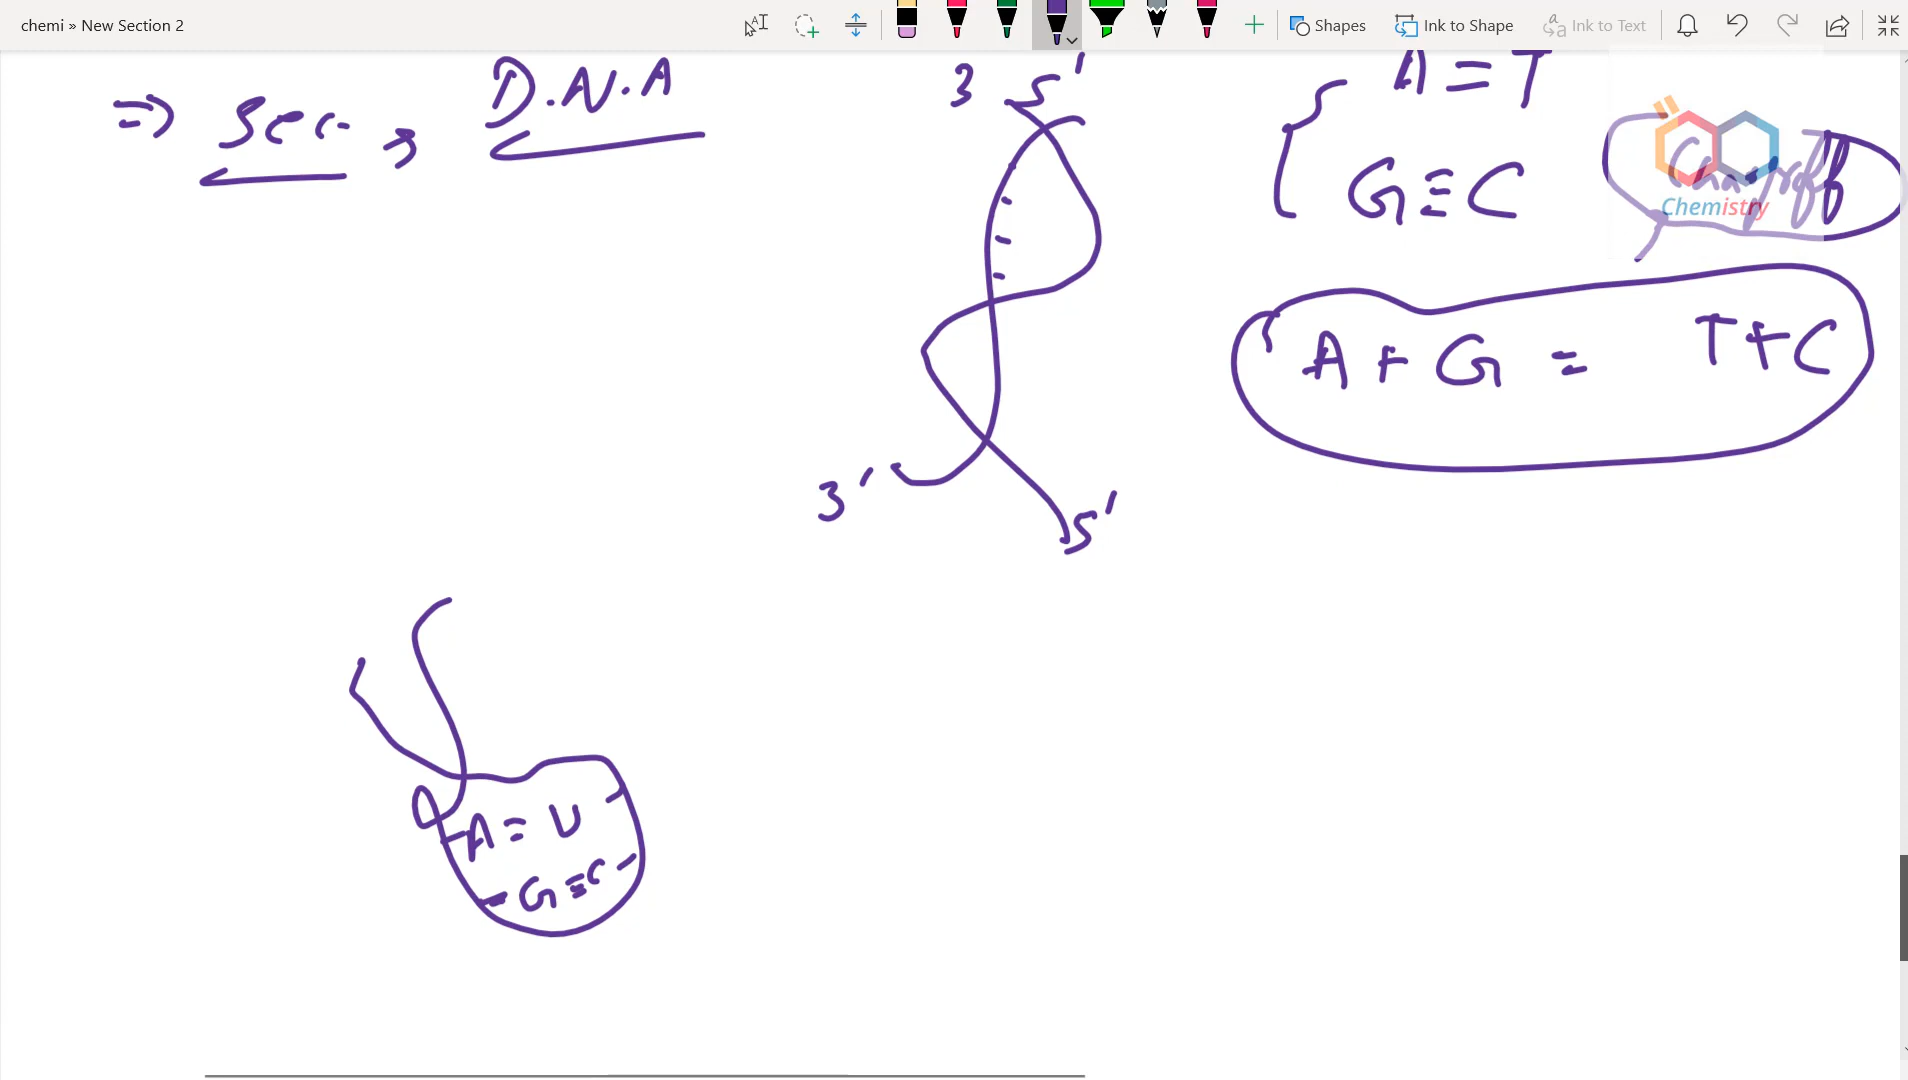 chemi » New Section 2
Shapes
Ink to Shape
Ink to Text
⇒ Sec → D.N.A
3 5'
A = T
G ≡ C
Chemistry
A + G = T + C
3'
5'
A = U
G ≡ C